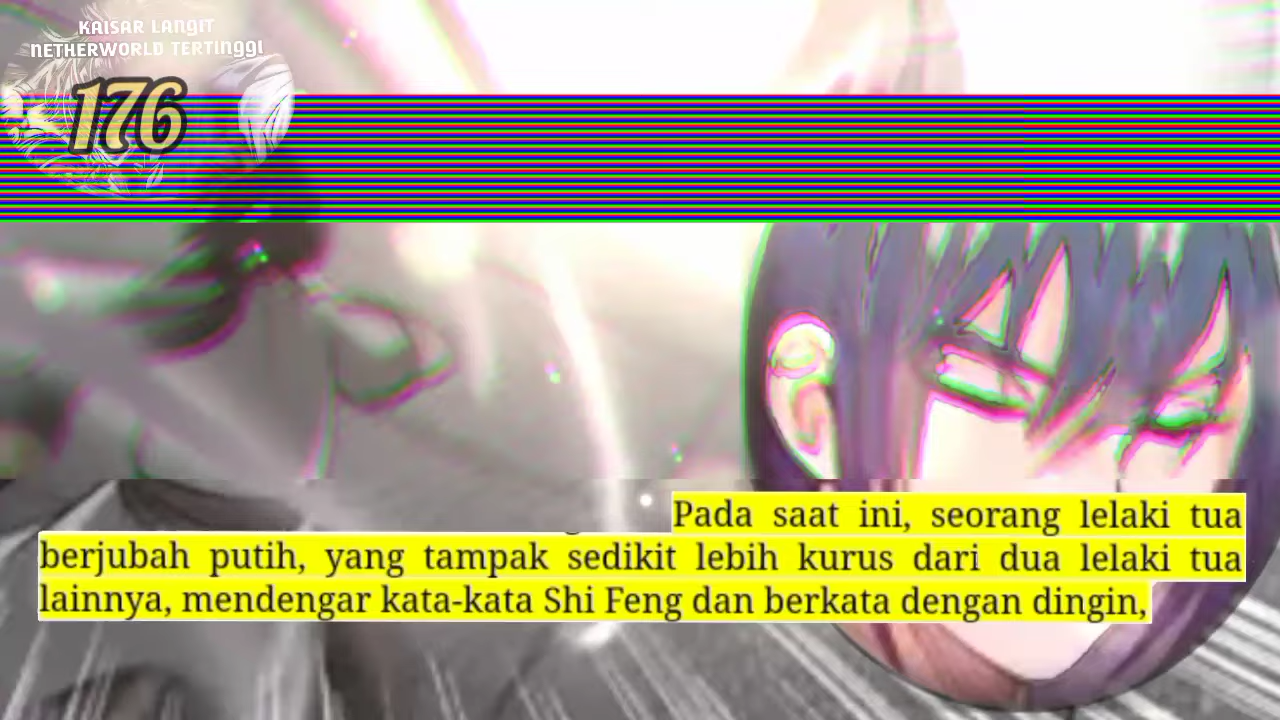 KAISAR LANGIT
NETHERWORLD TERTINGGI
176
Pada saat ini, seorang lelaki tua
berjubah putih, yang tampak sedikit lebih kurus dari dua lelaki tua
lainnya, mendengar kata-kata Shi Feng dan berkata dengan dingin,